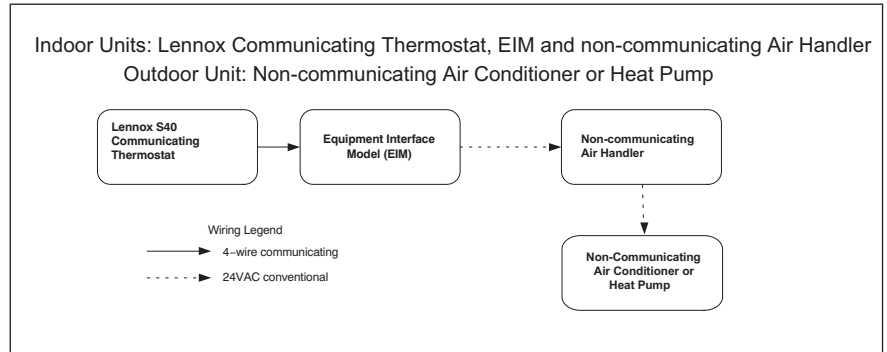 Indoor Units: Lennox Communicating Thermostat, EIM and non-communicating Air Handler
Outdoor Unit: Non-communicating Air Conditioner or Heat Pump
Lennox S40
Communicating
Thermostat
Equipment Interface
Model (EIM)
Non-communicating
Air Handler
Wiring Legend
4-wire communicating
24VAC conventional
Non-Communicating
Air Conditioner or
Heat Pump